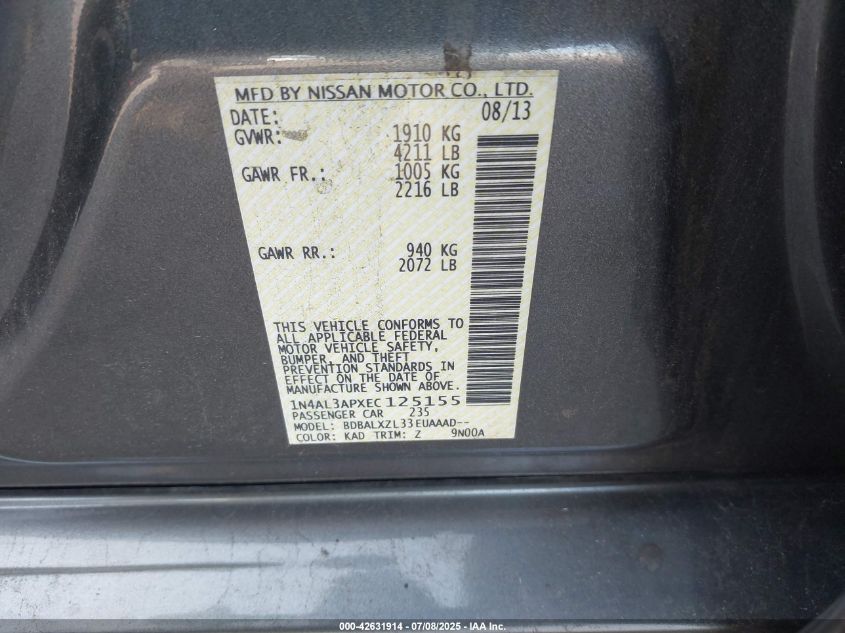 MFD BY NISSAN MOTOR CO., LTD.
DATE: 08/13
GVWR: 1910 KG
4211 LB
GAWR FR.: 1005 KG
2216 LB
GAWR RR.: 940 KG
2072 LB
THIS VEHICLE CONFORMS TO
ALL APPLICABLE FEDERAL
MOTOR VEHICLE SAFETY,
BUMPER, AND THEFT
PREVENTION STANDARDS IN
EFFECT ON THE DATE OF
MANUFACTURE SHOWN ABOVE.
1N4AL3APXEC125155
PASSENGER CAR 235
MODEL: BDBALXZL33EUAAAD--
COLOR: KAD TRIM: Z 9N00A
000-42631914 - 07/08/2025 - IAA Inc.